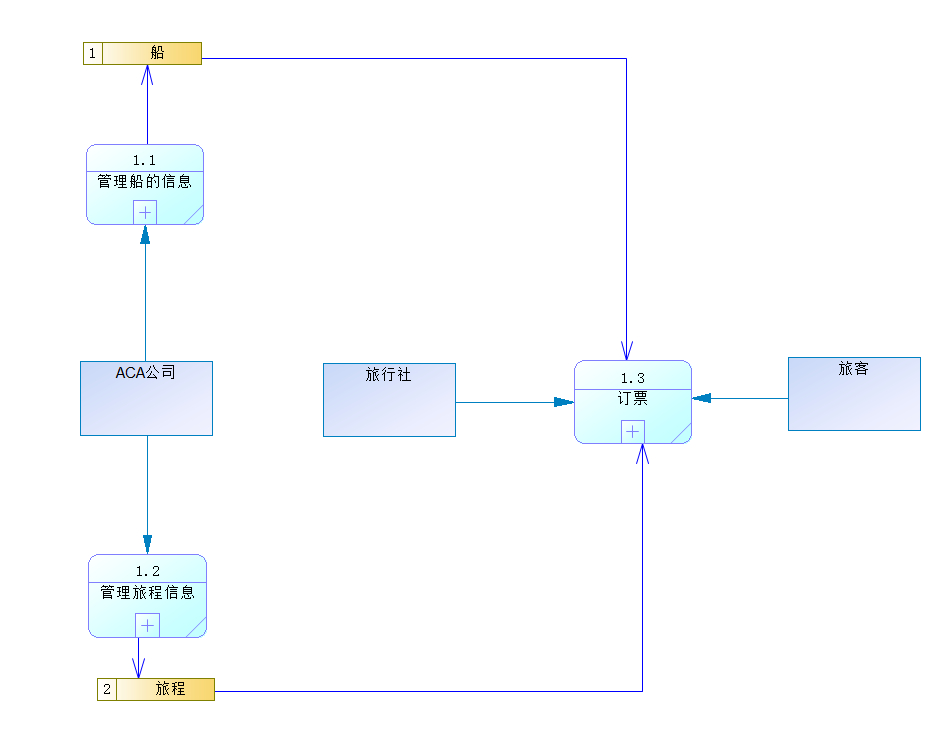 1 船
1.1
管理船的信息
ACA公司
旅行社
1.3
订票
旅客
1.2
管理旅程信息
2 旅程